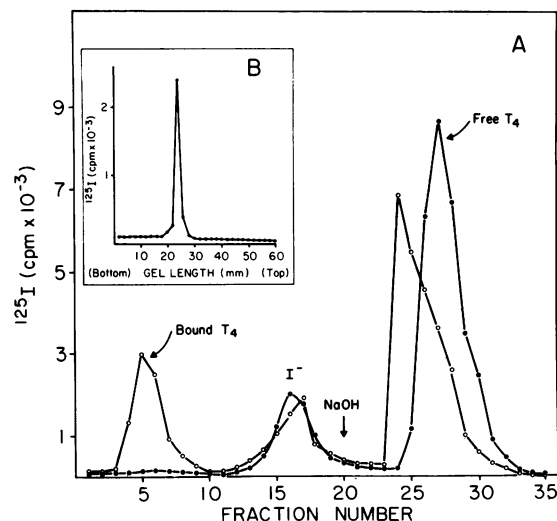 A
B
¹²⁵I (cpm x 10⁻³)
2
1
10 20 30 40 50 60
(Bottom) GEL LENGTH (mm) (Top)
¹²⁵I (cpm x 10⁻³)
9
7
5
3
1
Free T₄
Bound T₄
I⁻
NaOH
5 10 15 20 25 30 35
FRACTION NUMBER